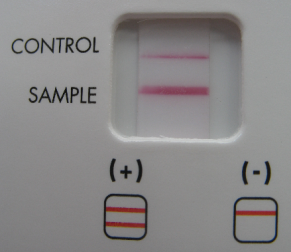 CONTROL
SAMPLE
(+) (-)